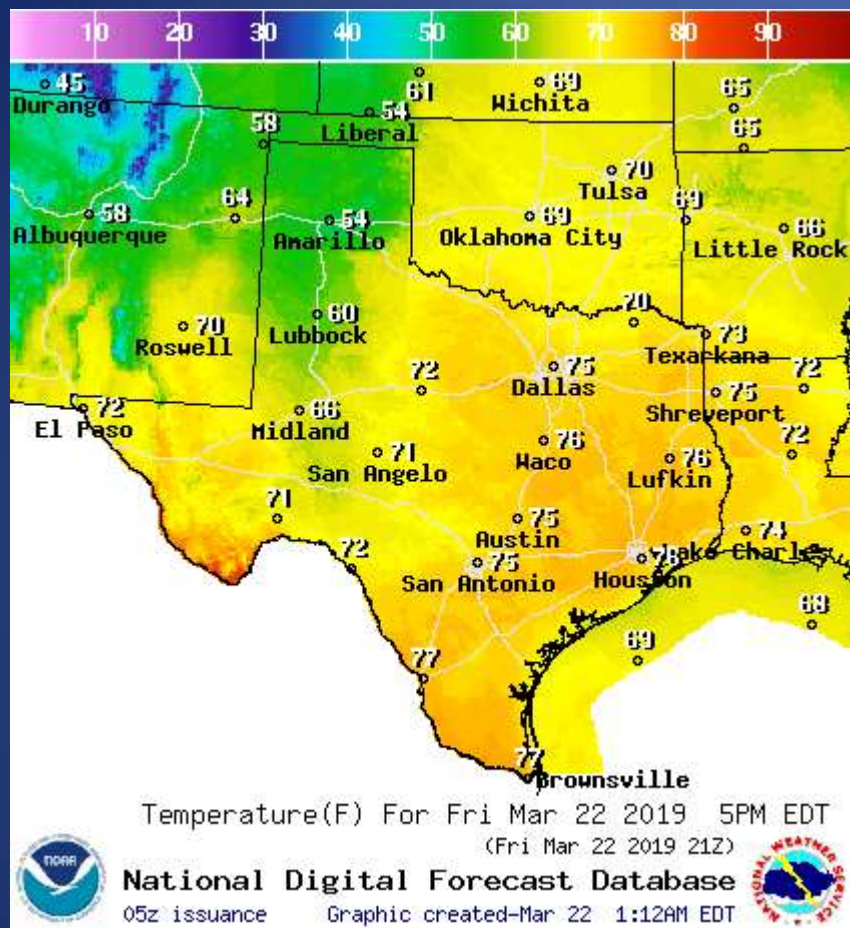 10 20 30 40 50 60 70 80 90
45 61 69 65
Durango Wichita
54
Liberal
58 65
70
Tulsa
58 64 54 69 69 66
Albuquerque Amarillo Oklahoma City Little Rock
60 70
70 Lubbock 73
Roswell Texarkana
75
72 Dallas 75 72
Shreveport
72 66
El Paso Midland
76 72
71 Waco 76
San Angelo Lufkin
71 75 74
Austin Lake Charles
72 75
San Antonio Houston
68
69
77
77
Brownsville
Temperature(F) For Fri Mar 22 2019 5PM EDT
(Fri Mar 22 2019 21Z)
National Digital Forecast Database
05z issuance Graphic created-Mar 22 1:12AM EDT
NOAA
NATIONAL WEATHER SERVICE